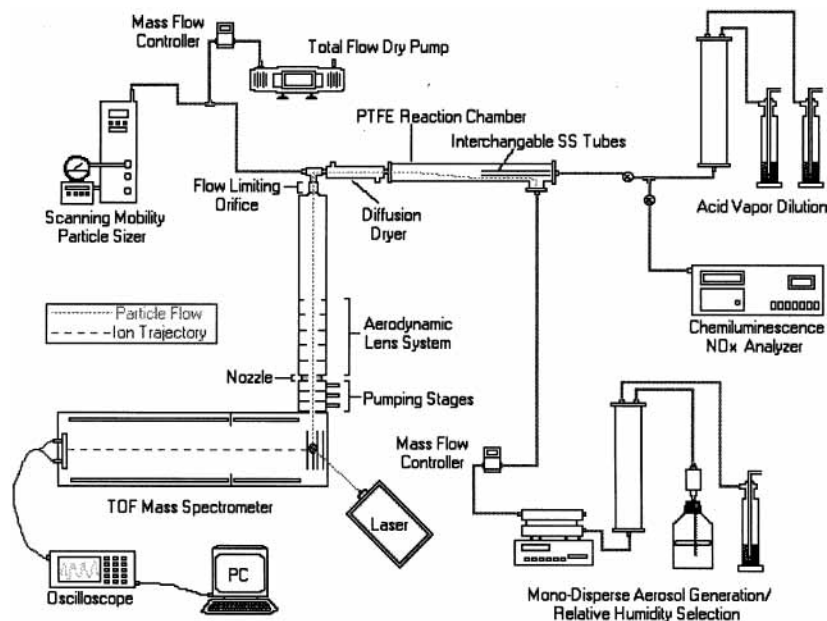 Mass Flow
Controller
Total Flow Dry Pump
PTFE Reaction Chamber
Interchangable SS Tubes
Flow Limiting
Orifice
Diffusion
Dryer
Scanning Mobility
Particle Sizer
Acid Vapor Dilution
Particle Flow
Ion Trajectory
Aerodynamic
Lens System
Chemiluminescence
NOx Analyzer
Nozzle
Pumping Stages
Mass Flow
Controller
TOF Mass Spectrometer
Laser
PC
Oscilloscope
Mono-Disperse Aerosol Generation/
Relative Humidity Selection